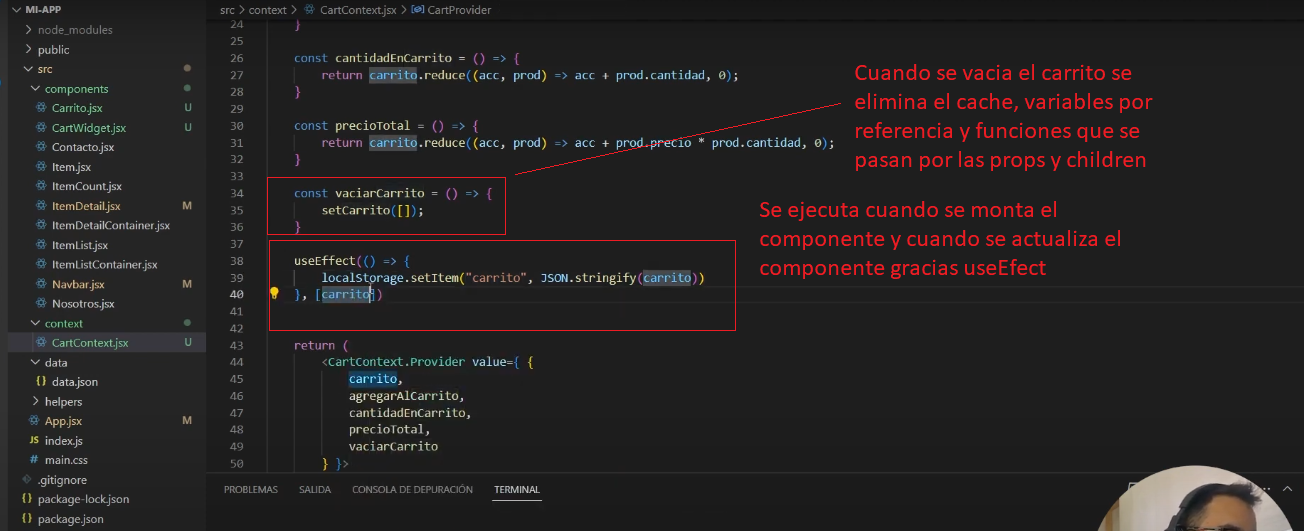 MI-APP
node_modules
public
src
components
Carrito.jsx U
CartWidget.jsx U
Contacto.jsx
Item.jsx
ItemCount.jsx
ItemDetail.jsx M
ItemDetailContainer.jsx
ItemList.jsx
ItemListContainer.jsx
Navbar.jsx M
Nosotros.jsx
context
CartContext.jsx U
data
data.json
helpers
App.jsx M
JS index.js
# main.css
.gitignore
package-lock.json
package.json
src > context > CartContext.jsx > CartProvider
24 }
25
26 const cantidadEnCarrito = () => {
27 return carrito.reduce((acc, prod) => acc + prod.cantidad, 0);
28 }
29
30 const precioTotal = () => {
31 return carrito.reduce((acc, prod) => acc + prod.precio * prod.cantidad, 0);
32 }
33
34 const vaciarCarrito = () => {
35 setCarrito([]);
36 }
37
38 useEffect(() => {
39 localStorage.setItem("carrito", JSON.stringify(carrito))
40 }, [carrito])
41
42
43 return (
44 <CartContext.Provider value={ {
45 carrito,
46 agregarAlCarrito,
47 cantidadEnCarrito,
48 precioTotal,
49 vaciarCarrito
50 } }>
Cuando se vacia el carrito se
elimina el cache, variables por
referencia y funciones que se
pasan por las props y children
Se ejecuta cuando se monta el
componente y cuando se actualiza el
componente gracias useEfect
PROBLEMAS SALIDA CONSOLA DE DEPURACIÓN TERMINAL